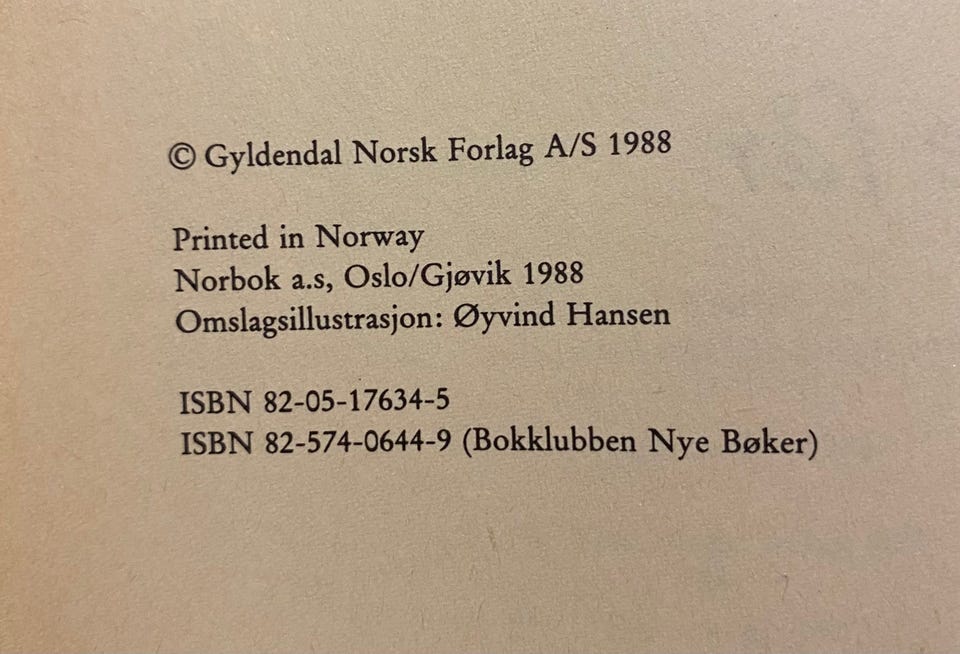 © Gyldendal Norsk Forlag A/S 1988
Printed in Norway
Norbok a.s, Oslo/Gjøvik 1988
Omslagsillustrasjon: Øyvind Hansen
ISBN 82-05-17634-5
ISBN 82-574-0644-9 (Bokklubben Nye Bøker)